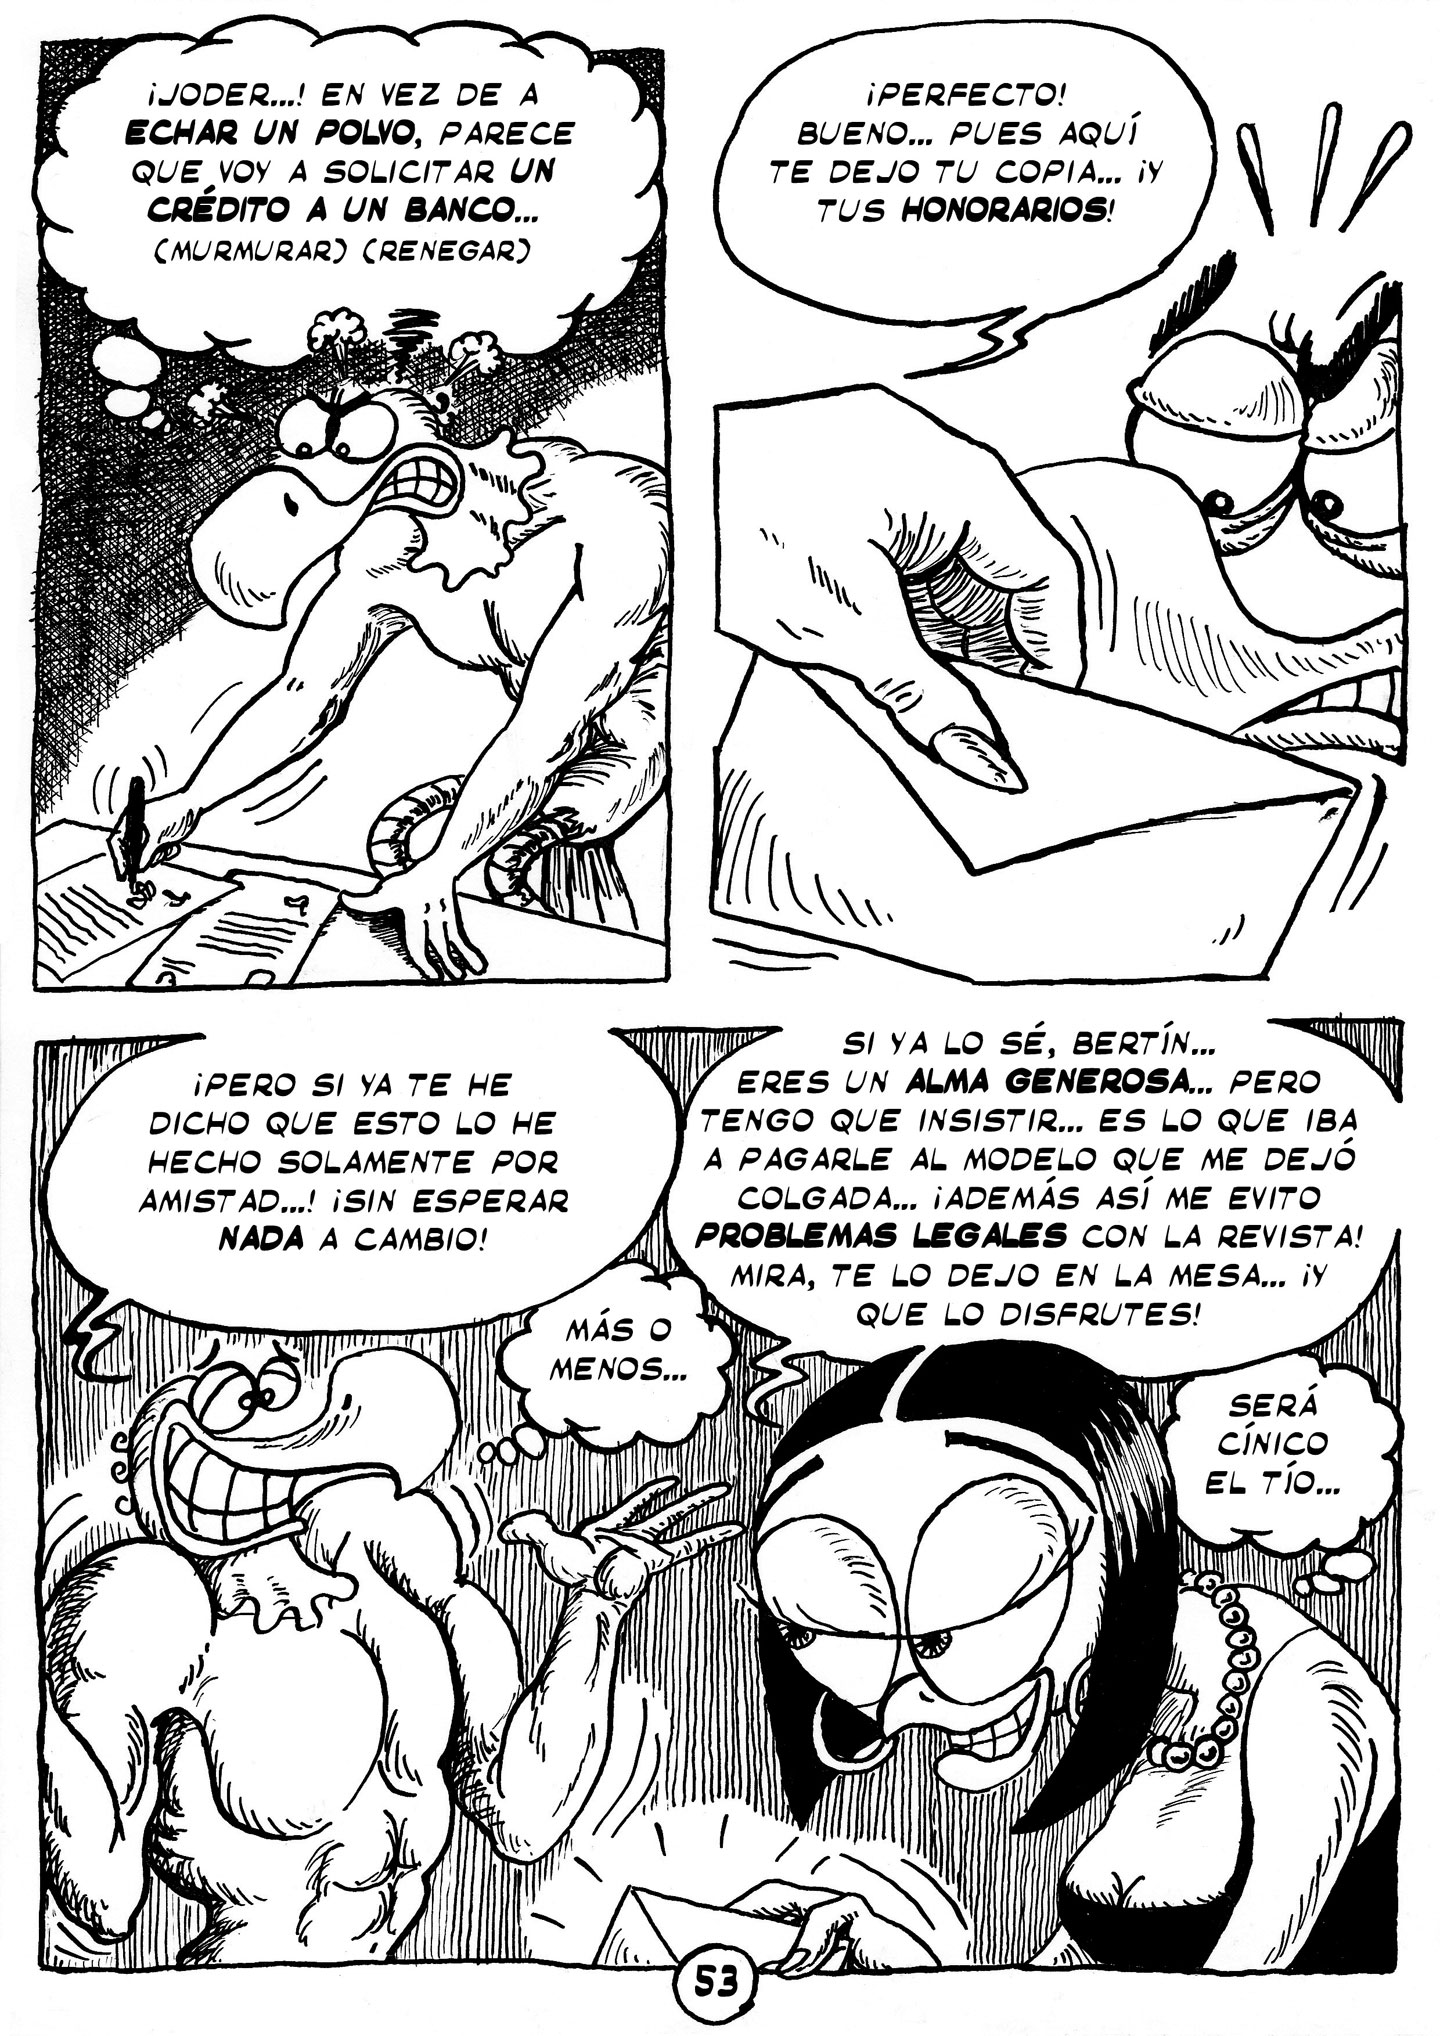 ¡JODER...! EN VEZ DE A
ECHAR UN POLVO, PARECE
QUE VOY A SOLICITAR UN
CRÉDITO A UN BANCO...
(MURMURAR) (RENEGAR)
¡PERFECTO!
BUENO... PUES AQUÍ
TE DEJO TU COPIA... ¡Y
TUS HONORARIOS!
¡PERO SI YA TE HE
DICHO QUE ESTO LO HE
HECHO SOLAMENTE POR
AMISTAD...! ¡SIN ESPERAR
NADA A CAMBIO!
MÁS O
MENOS...
SI YA LO SÉ, BERTÍN...
ERES UN ALMA GENEROSA... PERO
TENGO QUE INSISTIR... ES LO QUE IBA
A PAGARLE AL MODELO QUE ME DEJÓ
COLGADA... ¡ADEMÁS ASÍ ME EVITO
PROBLEMAS LEGALES CON LA REVISTA!
MIRA, TE LO DEJO EN LA MESA... ¡Y
QUE LO DISFRUTES!
SERÁ
CÍNICO
EL TÍO...
53